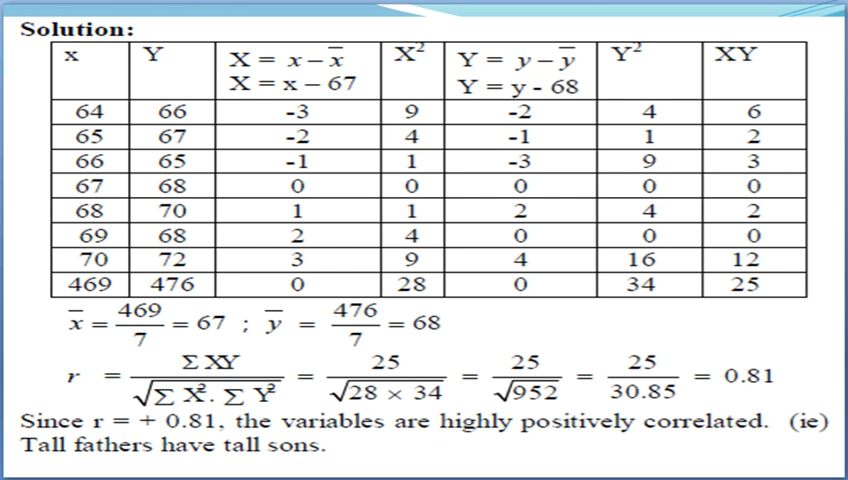 Solution:
x Y X = x – x̅ X² Y = y – y̅ Y² XY
X = x – 67 Y = y - 68
64 66 -3 9 -2 4 6
65 67 -2 4 -1 1 2
66 65 -1 1 -3 9 3
67 68 0 0 0 0 0
68 70 1 1 2 4 2
69 68 2 4 0 0 0
70 72 3 9 4 16 12
469 476 0 28 0 34 25
x̅ = 469/7 = 67 ; y̅ = 476/7 = 68
r = Σ XY / √Σ X². Σ Y² = 25 / √28 × 34 = 25 / √952 = 25 / 30.85 = 0.81
Since r = + 0.81, the variables are highly positively correlated. (ie)
Tall fathers have tall sons.